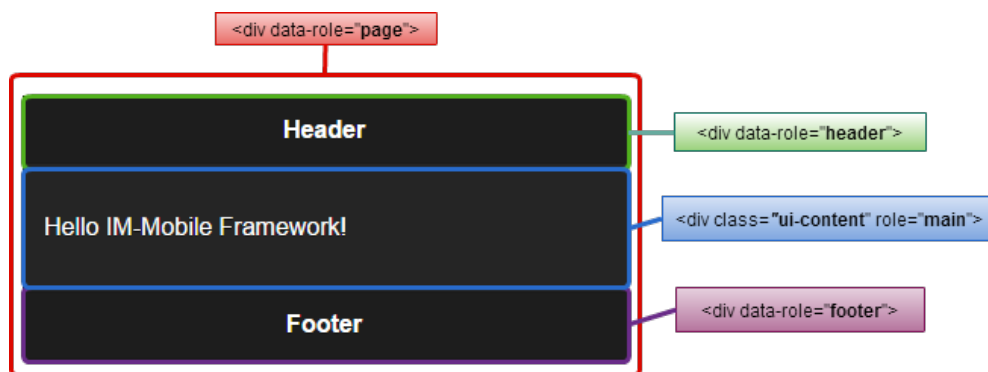 <div data-role="page">
Header
<div data-role="header">
Hello IM-Mobile Framework!
<div class="ui-content" role="main">
Footer
<div data-role="footer">